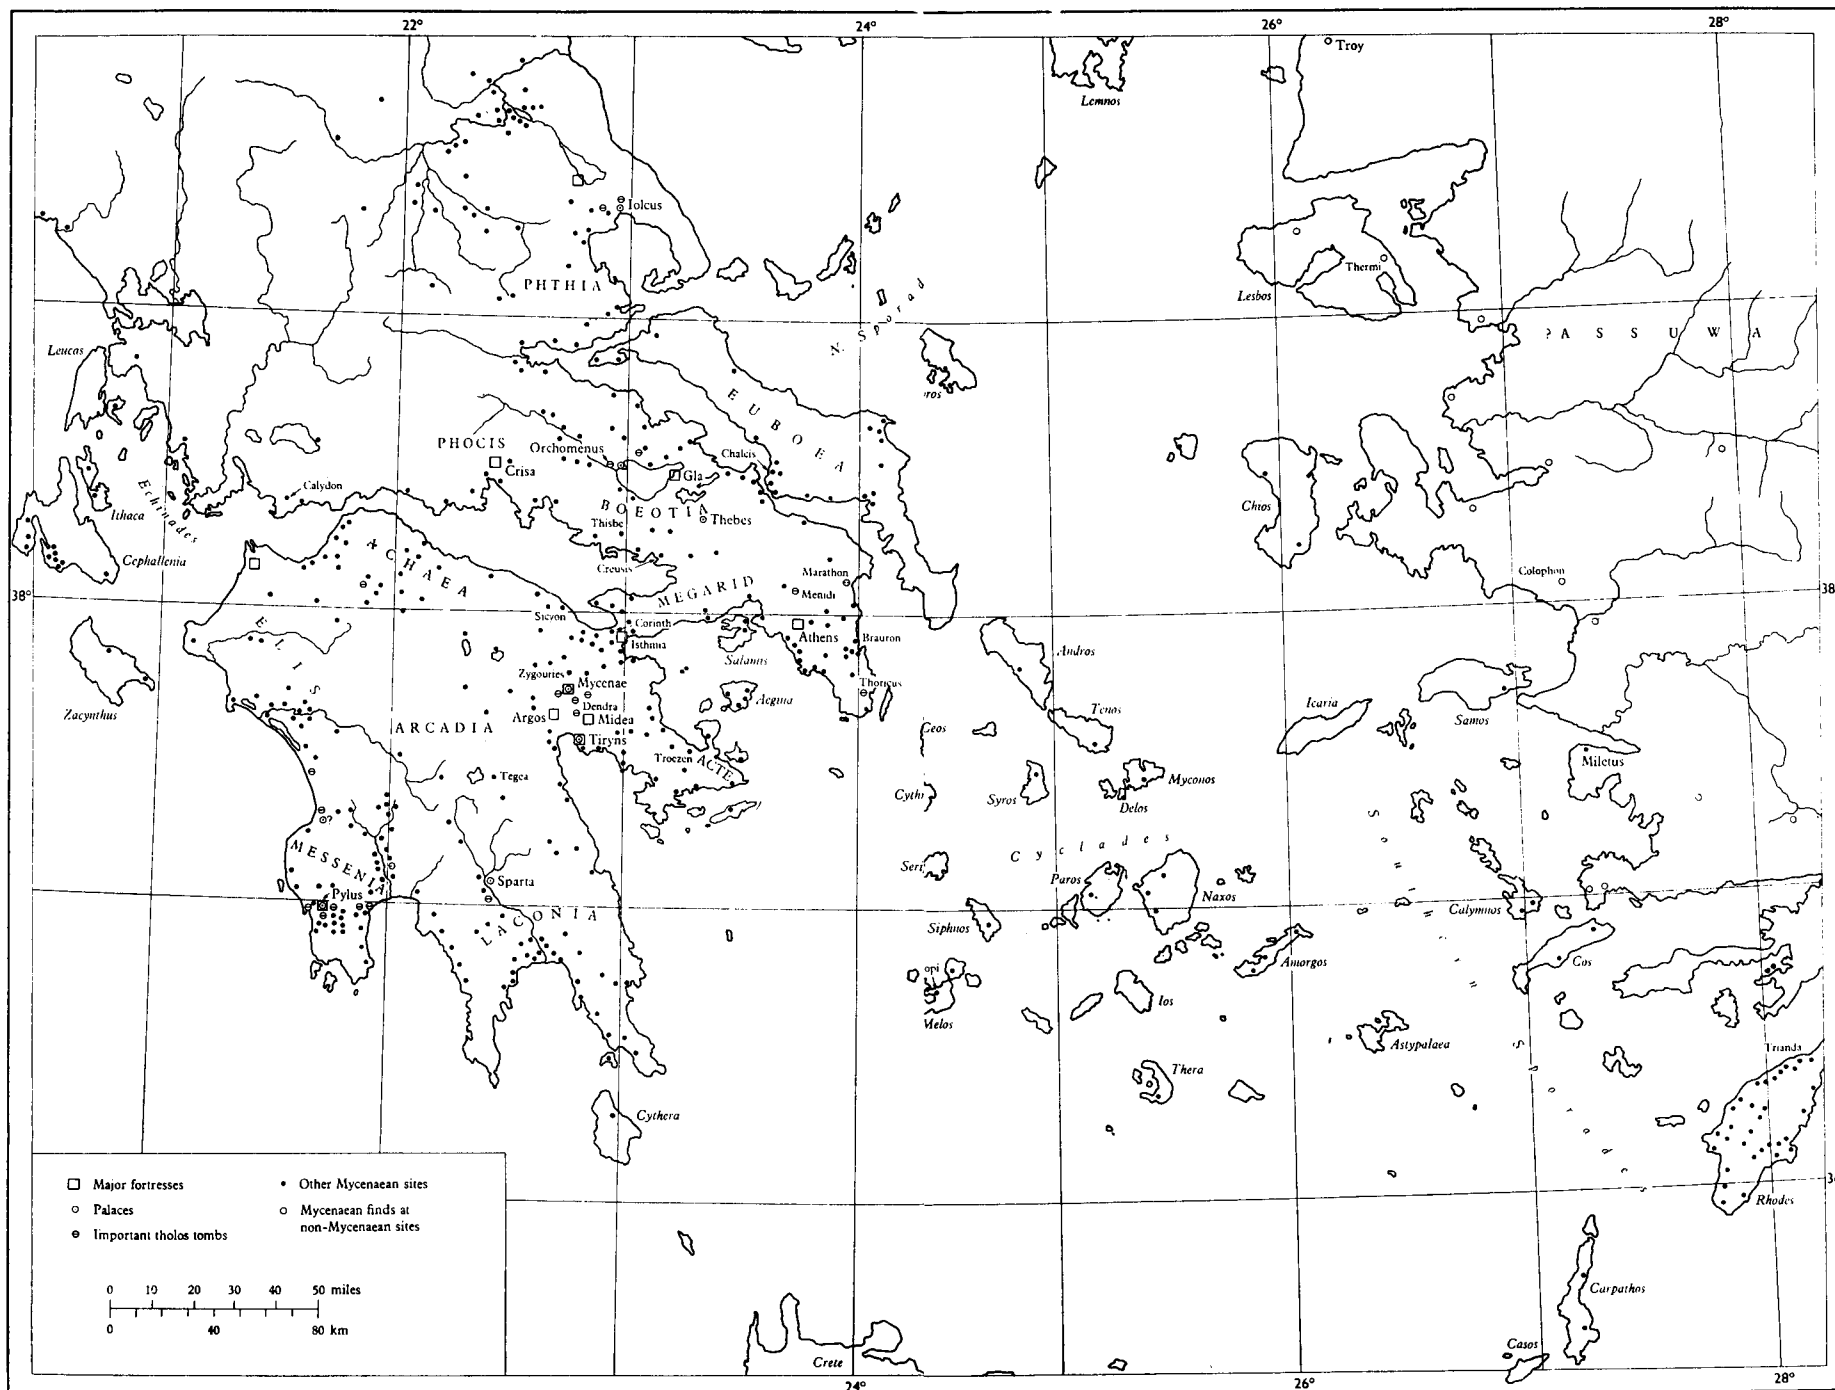 22°
24°
26°
28°
Troy
Lemnos
Iolcus
PHTHIA
Thermi
Lesbos
N. Sporad
?ASSUWA
Leucas
yros
EUBOEA
PHOCIS
Orchomenus
Chalcis
Crisa
Gla
Calydon
Echinades
Ithaca
BOEOTIA
Thisbe
Thebes
Chios
Cephallenia
ACHAEA
Creusis
Marathon
Colophon
38°
MEGARID
Menidi
38
Sicyon
Corinth
Athens
Brauron
ELIS
Isthmia
Salamis
Andros
Zygouries
Mycenae
Thoricus
Zacynthus
Dendra
Aegina
Tenos
Icaria
Samos
Argos
Midea
ARCADIA
Tiryns
Ceos
Troezen
ACTE
Miletus
Tegea
Myconos
Cyth
Syros
Delos
?
MESSENIA
Cyclades
Seri
Sparta
Paros
Pylus
Naxos
Calymnos
LACONIA
Siphnos
opi
Amorgos
Cos
Melos
Ios
Astypalaea
Trianda
Thera
Cythera
Major fortresses
Other Mycenaean sites
Palaces
Mycenaean finds at
non-Mycenaean sites
Important tholos tombs
Rhodes
0 10 20 30 40 50 miles
0 40 80 km
Carpathos
Casos
Crete
24°
26°
28°